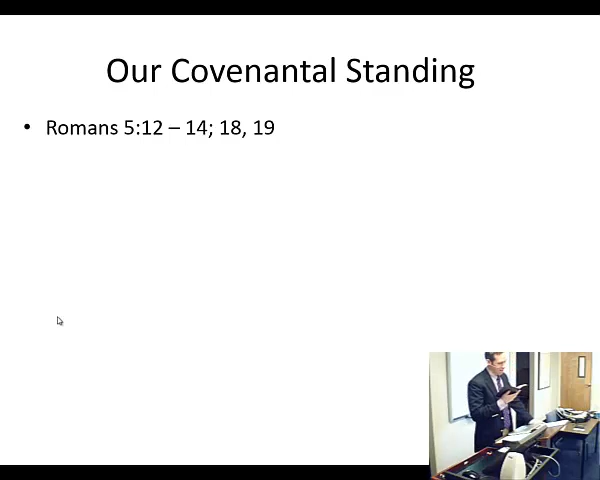 Our Covenantal Standing
• Romans 5:12 – 14; 18, 19